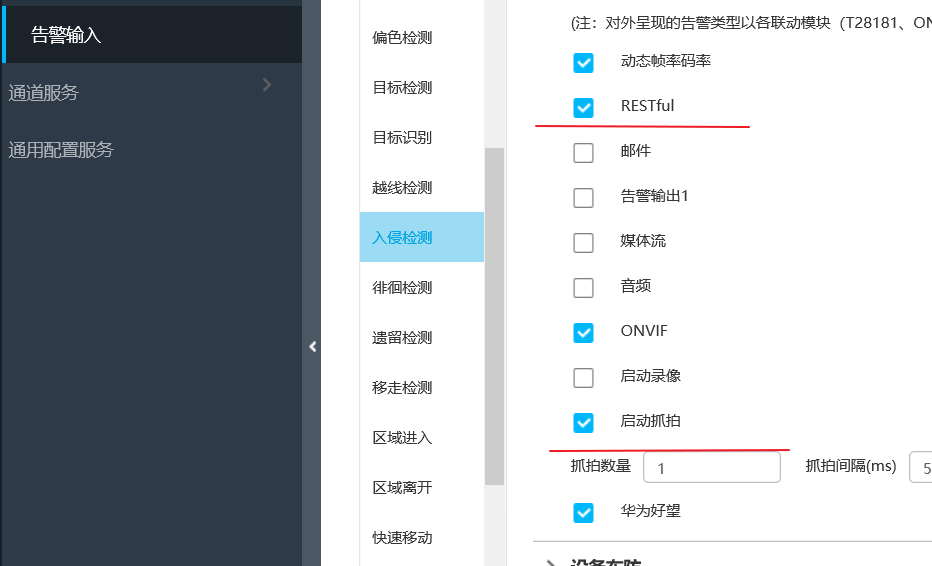 告警输入
通道服务
通用配置服务
偏色检测
目标检测
目标识别
越线检测
入侵检测
徘徊检测
遗留检测
移走检测
区域进入
区域离开
快速移动
(注：对外呈现的告警类型以各联动模块（T28181、ON
动态帧率码率
RESTful
邮件
告警输出1
媒体流
音频
ONVIF
启动录像
启动抓拍
抓拍数量 1 抓拍间隔(ms) 5
华为好望
设备布防